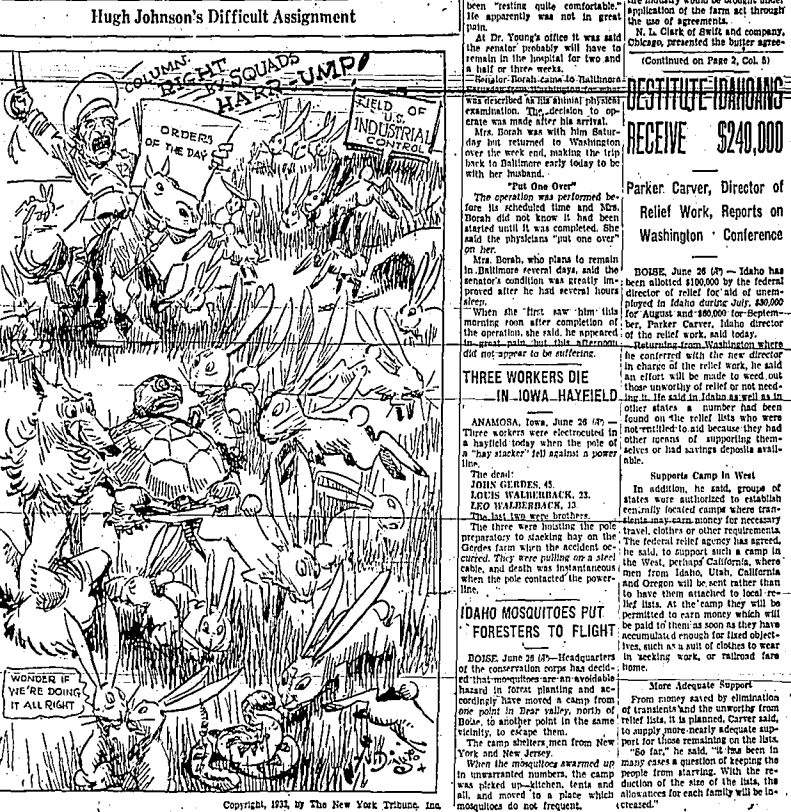 Hugh Johnson's Difficult Assignment
COLUMN:
RIGHT
BY SQUADS
HARR-UMP!
ORDERS
OF THE DAY
FIELD OF
U.S.
INDUSTRIAL
CONTROL
WONDER IF
WE'RE DOING
IT ALL RIGHT
Copyright, 1933, by The New York Tribune, Inc.
been "resting quite comfortable."
He apparently was not in great
pain.
At Dr. Young's office it was said
the senator probably will have to
remain in the hospital for two and
a half or three weeks.
Senator Borah came to Baltimore
Saturday from Washington for what
was described as his annual physical
examination. The decision to op-
erate was made after his arrival.
Mrs. Borah was with him Satur-
day but returned to Washington
over the week end, making the trip
back to Baltimore early today to be
with her husband.
"Put One Over"
The operation was performed be-
fore its scheduled time and Mrs.
Borah did not know it had been
started until it was completed. She
said the physicians "put one over"
on her.
Mrs. Borah, who plans to remain
in Baltimore several days, said the
senator's condition was greatly im-
proved after he had several hours
sleep.
When she first saw him this
morning soon after completion of
the operation, she said, he appeared
in great pain but this afternoon
did not appear to be suffering.
THREE WORKERS DIE
IN IOWA HAYFIELD
ANAMOSA, Iowa, June 26 (AP) —
Three workers were electrocuted in
a hayfield today when the pole of
a "hay stacker" fell against a power
line.
The dead:
JOHN GERDES, 45.
LOUIS WALBERBACK, 23.
LEO WALBERBACK, 13
The last two were brothers.
The three were hoisting the pole
preparatory to stacking hay on the
Gerdes farm when the accident oc-
curred. They were pulling on a steel
cable, and death was instantaneous
when the pole contacted the power-
line.
IDAHO MOSQUITOES PUT
FORESTERS TO FLIGHT
BOISE, June 26 (AP)—Headquarters
of the conservation corps has decid-
ed that mosquitoes are an avoidable
hazard in forest planting and ac-
cordingly have moved a camp from
one point in Bear valley, north of
Boise, to another point in the same
vicinity, to escape them.
The camp shelters men from New
York and New Jersey.
When the mosquitoes swarmed up
in unwarranted numbers, the camp
was picked up—kitchen, tents and
all, and moved to a place which
mosquitoes do not frequent.
the industry would be brought under
application of the farm act through
the use of agreements.
N. L. Clark of Swift and company,
Chicago, presented the butter agree-
(Continued on Page 2, Col. 5)
DESTITUTE IDAHOANS
RECEIVE $240,000
Parker Carver, Director of
Relief Work, Reports on
Washington Conference
BOISE, June 26 (AP) — Idaho has
been allotted $100,000 by the federal
director of relief for aid of unem-
ployed in Idaho during July, $80,000
for August and $60,000 for Septem-
ber, Parker Carver, Idaho director
of the relief work, said today.
Returning from Washington where
he conferred with the new director
in charge of the relief work, he said
an effort will be made to weed out
those unworthy of relief or not need-
ing it. He said in Idaho as well as in
other states a number had been
found on the relief lists who were
not entitled to aid because they had
other means of supporting them-
selves or had savings deposits avail-
able.
Supports Camp in West
In addition, he said, groups of
states were authorized to establish
centrally located camps where tran-
sients may earn money for necessary
travel, clothes or other requirements.
The federal relief agency has agreed,
he said, to support such a camp in
the West, perhaps California, where
men from Idaho, Utah, California
and Oregon will be sent rather than
to have them attached to local re-
lief lists. At the camp they will be
permitted to earn money which will
be paid to them as soon as they have
accumulated enough for fixed object-
ives, such as a suit of clothes to wear
in seeking work, or railroad fare
home.
More Adequate Support
From money saved by elimination
of transients and the unworthy from
relief lists, it is planned, Carver said,
to supply more nearly adequate sup-
port for those remaining on the lists.
"So far," he said, "it has been in
many cases a question of keeping the
people from starving. With the re-
duction of the size of the lists, the
allowances for each family will be in-
creased."